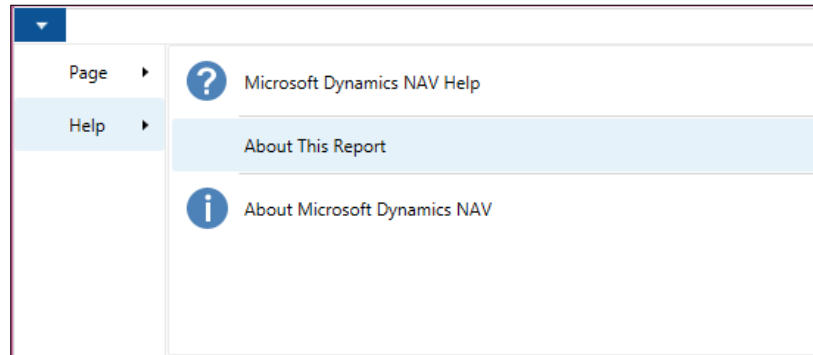 Page
Help
Microsoft Dynamics NAV Help
About This Report
About Microsoft Dynamics NAV